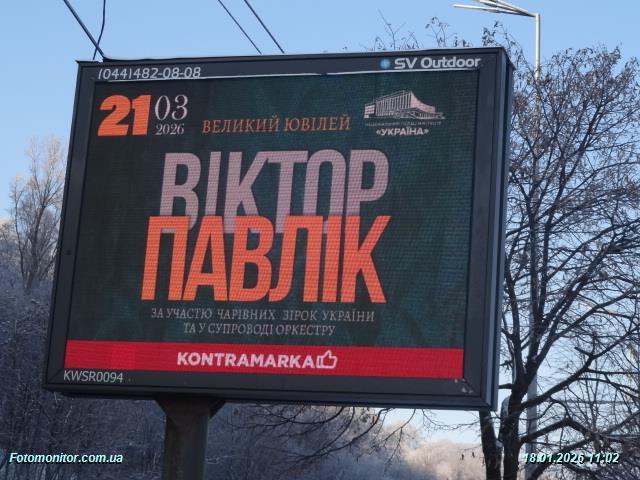 (044)482-08-08
SV Outdoor
21 03
2026
ВЕЛИКИЙ ЮВІЛЕЙ
«УКРАЇНА»
ВІКТОР
ПАВЛІК
ЗА УЧАСТЮ ЧАРІВНИХ ЗІРОК УКРАЇНИ
ТА У СУПРОВОДІ ОРКЕСТРУ
KONTRAMARKA
KWSR0094
Fotomonitor.com.ua
18.01.2026 11:02